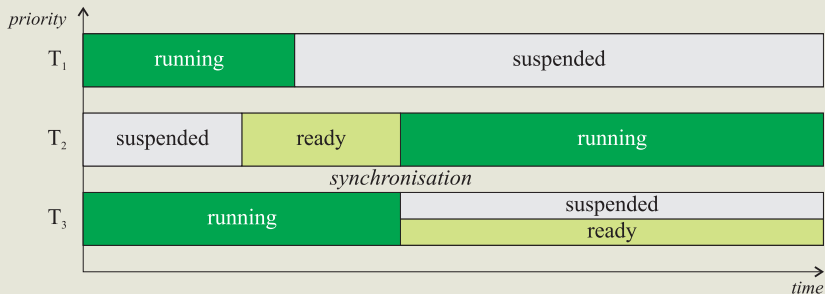 priority
T1 running suspended
T2 suspended ready running
synchronisation
T3 running suspended
ready
time